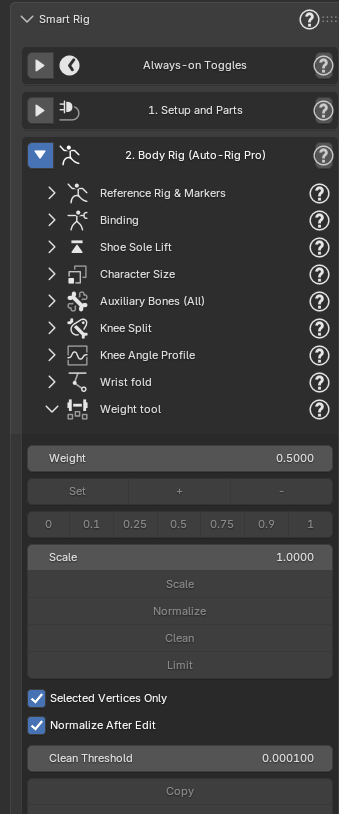 Smart Rig
Always-on Toggles
1. Setup and Parts
2. Body Rig (Auto-Rig Pro)
Reference Rig & Markers
Binding
Shoe Sole Lift
Character Size
Auxiliary Bones (All)
Knee Split
Knee Angle Profile
Wrist fold
Weight tool
Weight 0.5000
Set + -
0 0.1 0.25 0.5 0.75 0.9 1
Scale 1.0000
Scale
Normalize
Clean
Limit
Selected Vertices Only
Normalize After Edit
Clean Threshold 0.000100
Copy